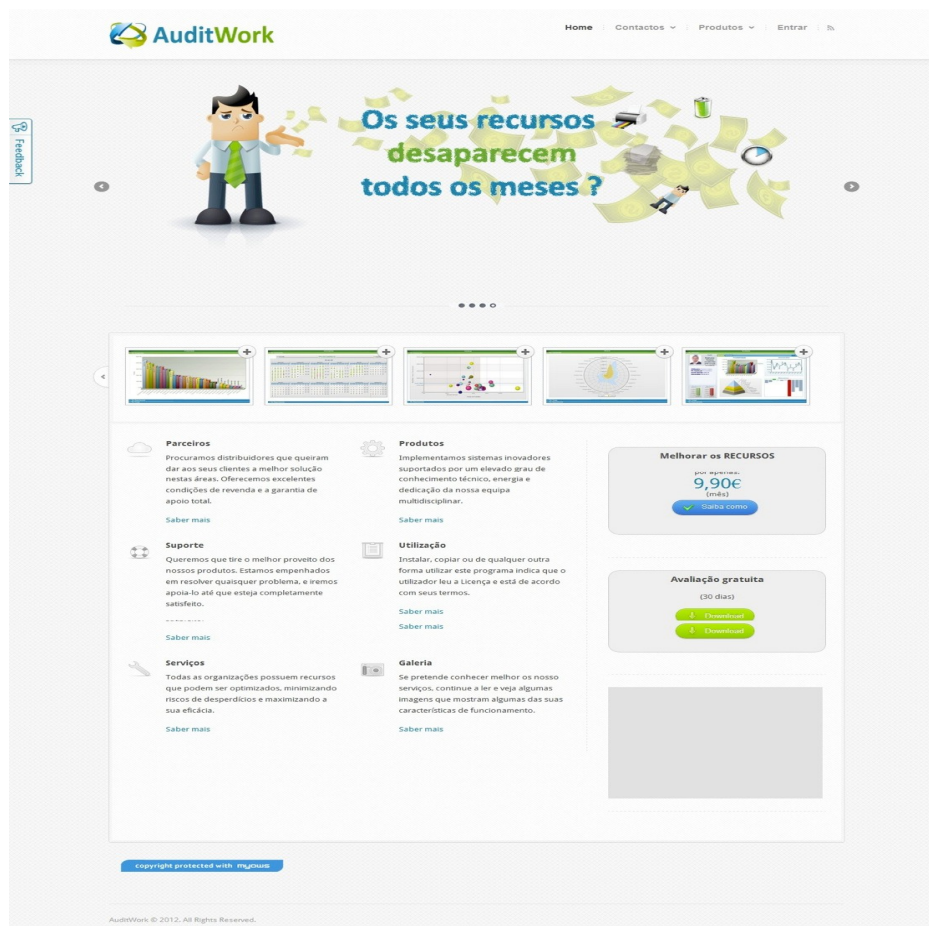 AuditWork
Home Contactos Produtos Entrar
Feedback
Os seus recursos
desaparecem
todos os meses ?
Parceiros
Procuramos distribuidores que queiram
dar aos seus clientes a melhor solução
nestas áreas. Oferecemos excelentes
condições de revenda e a garantia de
apoio total.
Saber mais
Produtos
Implementamos sistemas inovadores
suportados por um elevado grau de
conhecimento técnico, energia e
dedicação da nossa equipa
multidisciplinar.
Saber mais
Melhorar os RECURSOS
por apenas:
9,90€
(mês)
Saiba como
Suporte
Queremos que tire o melhor proveito dos
nossos produtos. Estamos empenhados
em resolver quaisquer problema, e iremos
apoia-lo até que esteja completamente
satisfeito.
Saber mais
Utilização
Instalar, copiar ou de qualquer outra
forma utilizar este programa indica que o
utilizador leu a Licença e está de acordo
com seus termos.
Saber mais
Saber mais
Avaliação gratuita
(30 dias)
Download
Download
Serviços
Todas as organizações possuem recursos
que podem ser optimizados, minimizando
riscos de desperdícios e maximizando a
sua eficácia.
Saber mais
Galeria
Se pretende conhecer melhor os nosso
serviços, continue a ler e veja algumas
imagens que mostram algumas das suas
características de funcionamento.
Saber mais
copyright protected with myows
AuditWork © 2012. All Rights Reserved.